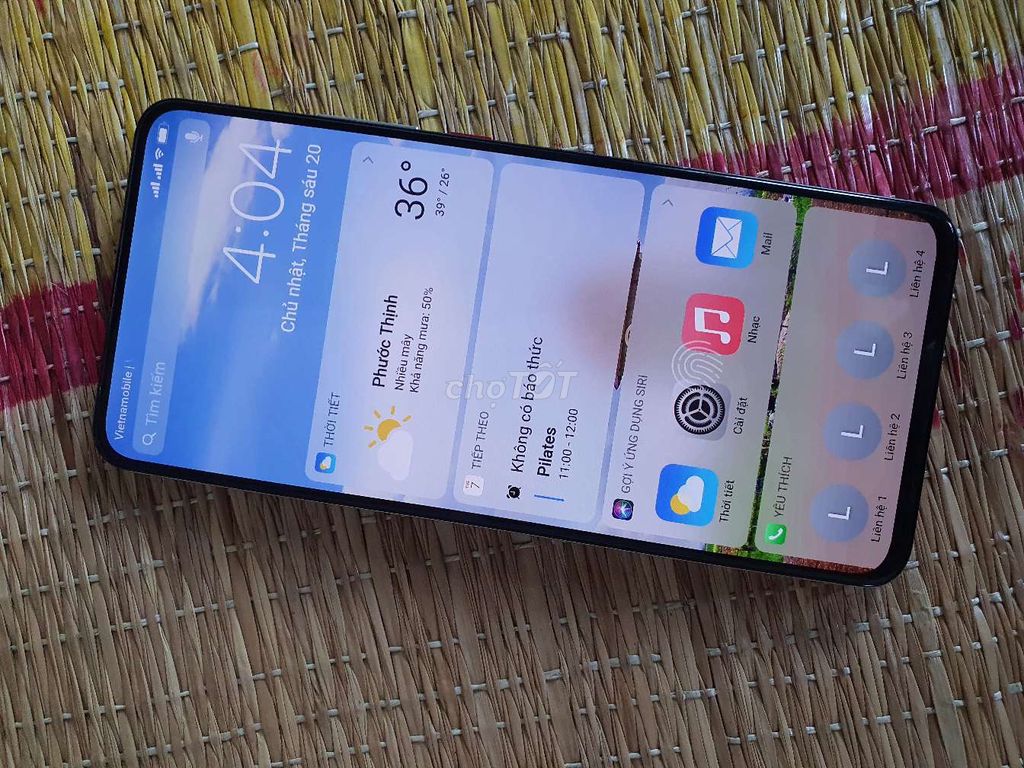 Vietnamobile
Tìm kiếm
4:04
Chủ nhật, Tháng sáu 20
THỜI TIẾT
Phước Thịnh
Nhiều mây
Khả năng mưa: 50%
36°
39° / 26°
TIẾP THEO
7
Không có báo thức
Pilates
11:00 - 12:00
GỢI Ý ỨNG DỤNG SIRI
Thời tiết
Cài đặt
Nhạc
Mail
YÊU THÍCH
L
L
L
L
Liên hệ 1
Liên hệ 2
Liên hệ 3
Liên hệ 4
chợTỐT